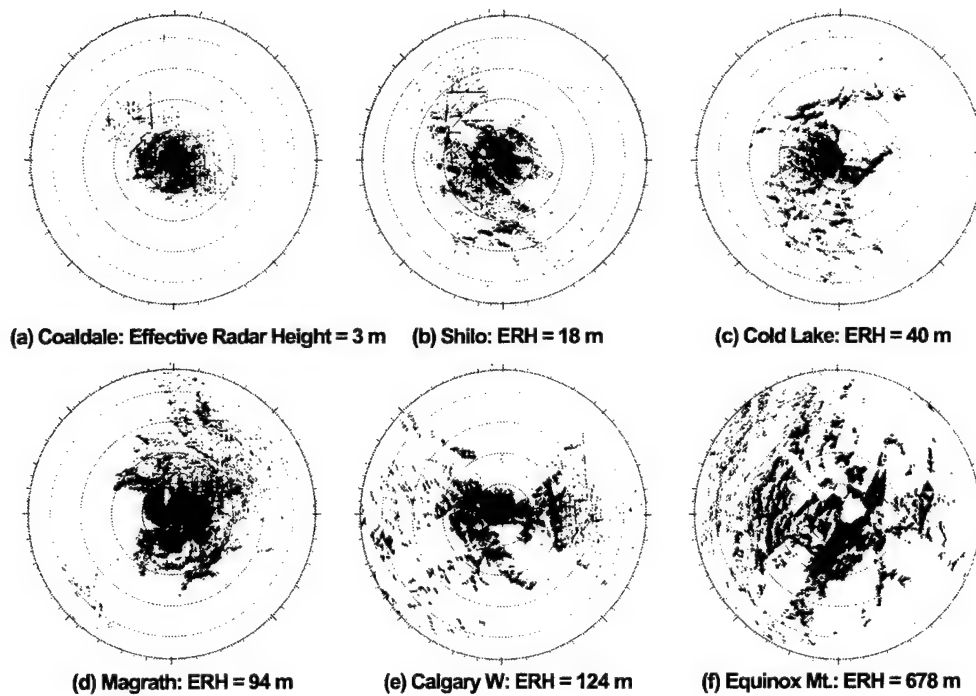 (a) Coaldale: Effective Radar Height = 3 m
(b) Shilo: ERH = 18 m
(c) Cold Lake: ERH = 40 m
(d) Magrath: ERH = 94 m
(e) Calgary W: ERH = 124 m
(f) Equinox Mt.: ERH = 678 m